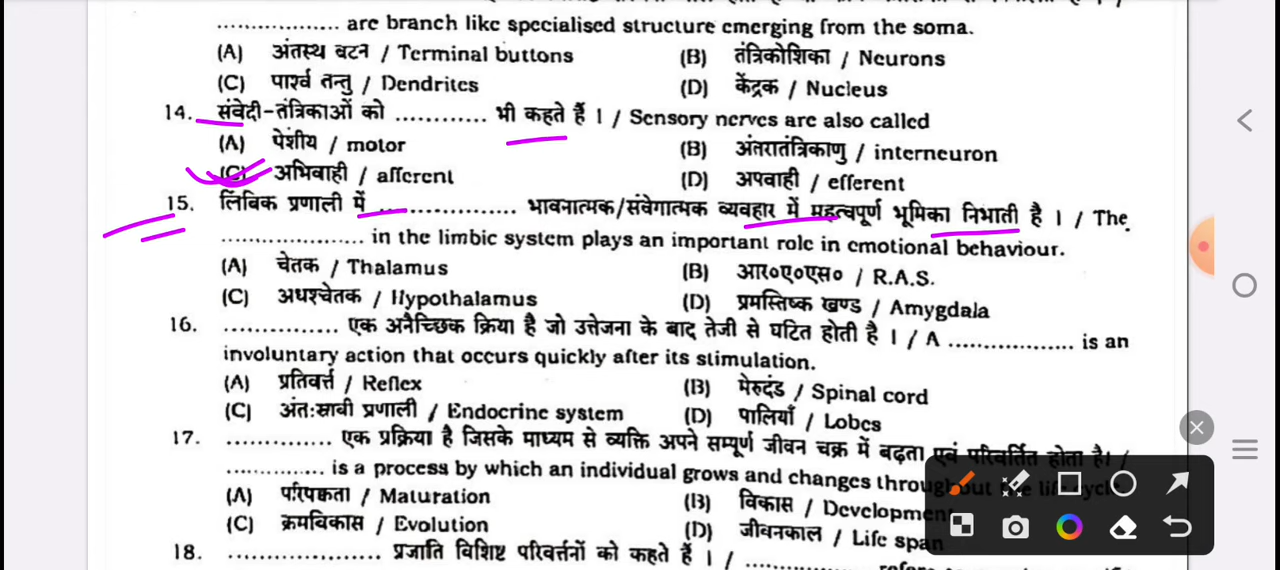 .................. are branch like specialised structure emerging from the soma.
(A) अंतस्थ बटन / Terminal buttons (B) तंत्रिकोशिका / Neurons
(C) पार्श्व तन्तु / Dendrites (D) केंद्रक / Nucleus
14. संवेदी-तंत्रिकाओं को ............ भी कहते हैं । / Sensory nerves are also called
(A) पेशीय / motor (B) अंतरातंत्रिकाणु / interneuron
(C) अभिवाही / afferent (D) अपवाही / efferent
15. लिंबिक प्रणाली में .................. भावनात्मक/संवेगात्मक व्यवहार में महत्वपूर्ण भूमिका निभाती है । / The
..................... in the limbic system plays an important role in emotional behaviour.
(A) चेतक / Thalamus (B) आर०ए०एस० / R.A.S.
(C) अधश्चेतक / Hypothalamus (D) प्रमस्तिष्क खण्ड / Amygdala
16. ............... एक अनैच्छिक क्रिया है जो उत्तेजना के बाद तेजी से घटित होती है । / A .................. is an
involuntary action that occurs quickly after its stimulation.
(A) प्रतिवर्त्त / Reflex (B) मेरुदंड / Spinal cord
(C) अंत:स्रावी प्रणाली / Endocrine system (D) पालियाँ / Lobes
17. .............. एक प्रक्रिया है जिसके माध्यम से व्यक्ति अपने सम्पूर्ण जीवन चक्र में बढ़ता एवं परिवर्तित होता है। /
.............. is a process by which an individual grows and changes throughout the life cycle
(A) परिपक्वता / Maturation (B) विकास / Development
(C) क्रमविकास / Evolution (D) जीवनकाल / Life span
18. ..................... प्रजाति विशिष्ट परिवर्त्तनों को कहते हैं । / ..................